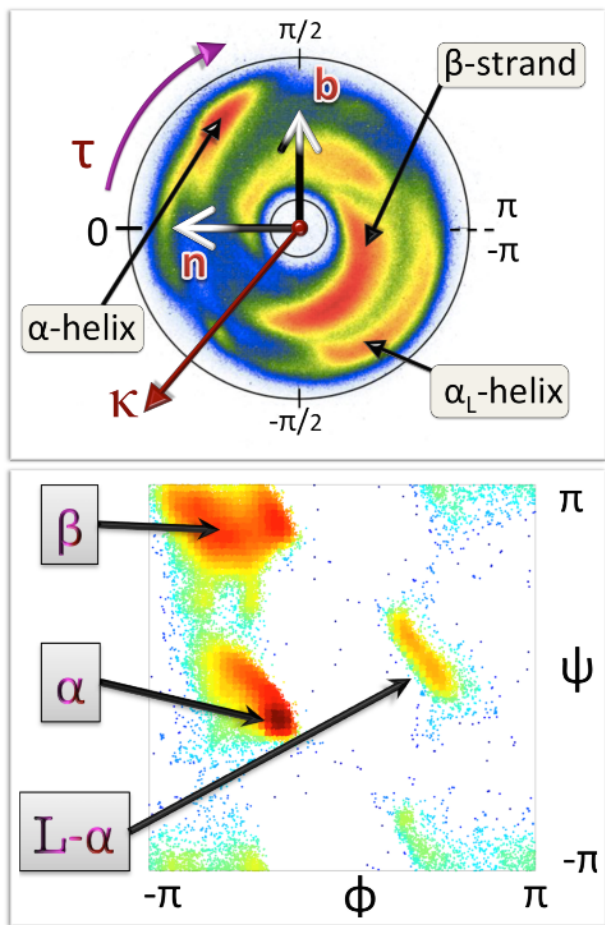 π/2
β-strand
b
τ
0
n
π
-π
α-helix
κ
-π/2
αL-helix
β
π
α
ψ
L-α
-π
-π
ϕ
π